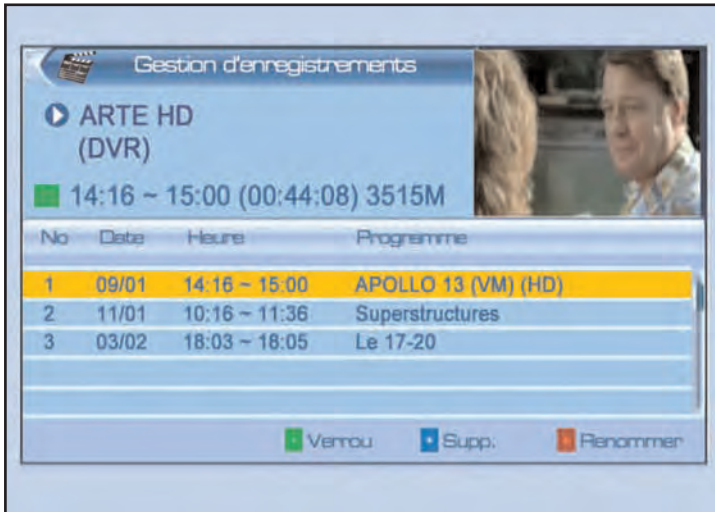 Gestion d'enregistrements
ARTE HD
(DVR)
14:16 ~ 15:00 (00:44:08) 3515M
No Date Heure Programme
1 09/01 14:16 ~ 15:00 APOLLO 13 (VM) (HD)
2 11/01 10:16 ~ 11:36 Superstructures
3 03/02 18:03 ~ 18:05 Le 17-20
Verrou Supp. Renommer